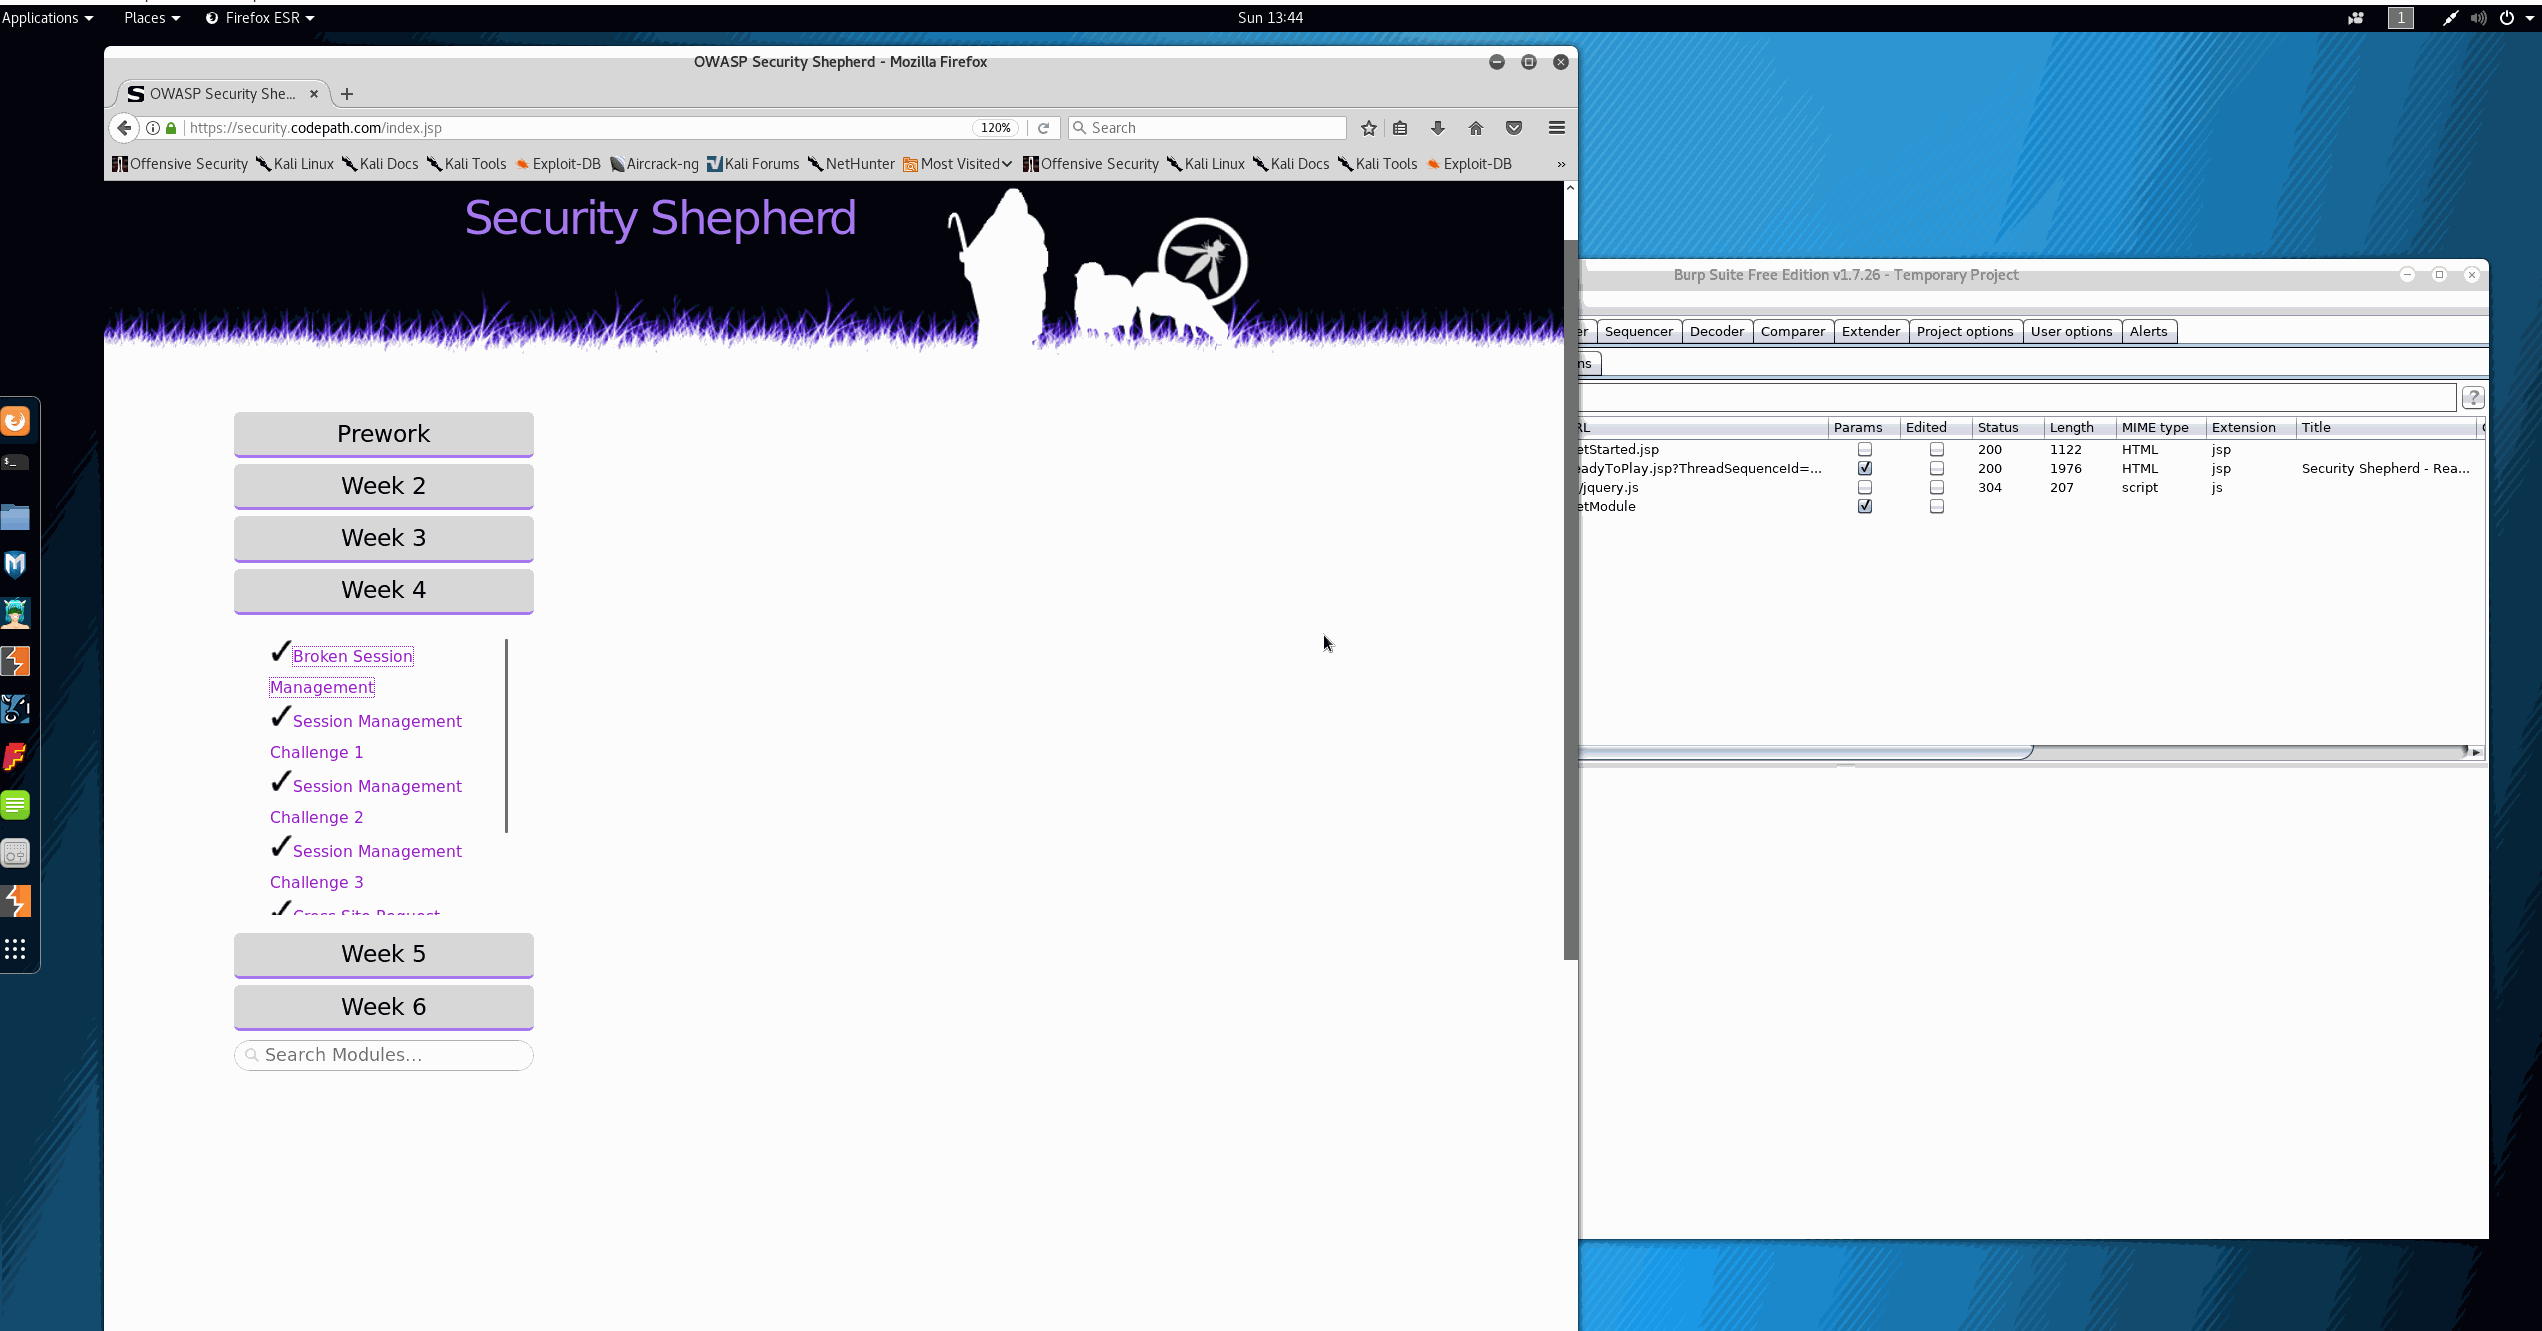 Applications Places Firefox ESR Sun 13:44 1
OWASP Security Shepherd - Mozilla Firefox
OWASP Security She...
https://security.codepath.com/index.jsp 120% Search
Offensive Security Kali Linux Kali Docs Kali Tools Exploit-DB Aircrack-ng Kali Forums NetHunter Most Visited Offensive Security Kali Linux Kali Docs Kali Tools Exploit-DB »
Security Shepherd
Prework
Week 2
Week 3
Week 4
Broken Session
Management
Session Management
Challenge 1
Session Management
Challenge 2
Session Management
Challenge 3
Cross Site Request
Week 5
Week 6
Search Modules...
Burp Suite Free Edition v1.7.26 - Temporary Project
er Sequencer Decoder Comparer Extender Project options User options Alerts
ns
?
RL Params Edited Status Length MIME type Extension Title
etStarted.jsp 200 1122 HTML jsp
eadyToPlay.jsp?ThreadSequenceId=... 200 1976 HTML jsp Security Shepherd - Rea...
/jquery.js 304 207 script js
etModule